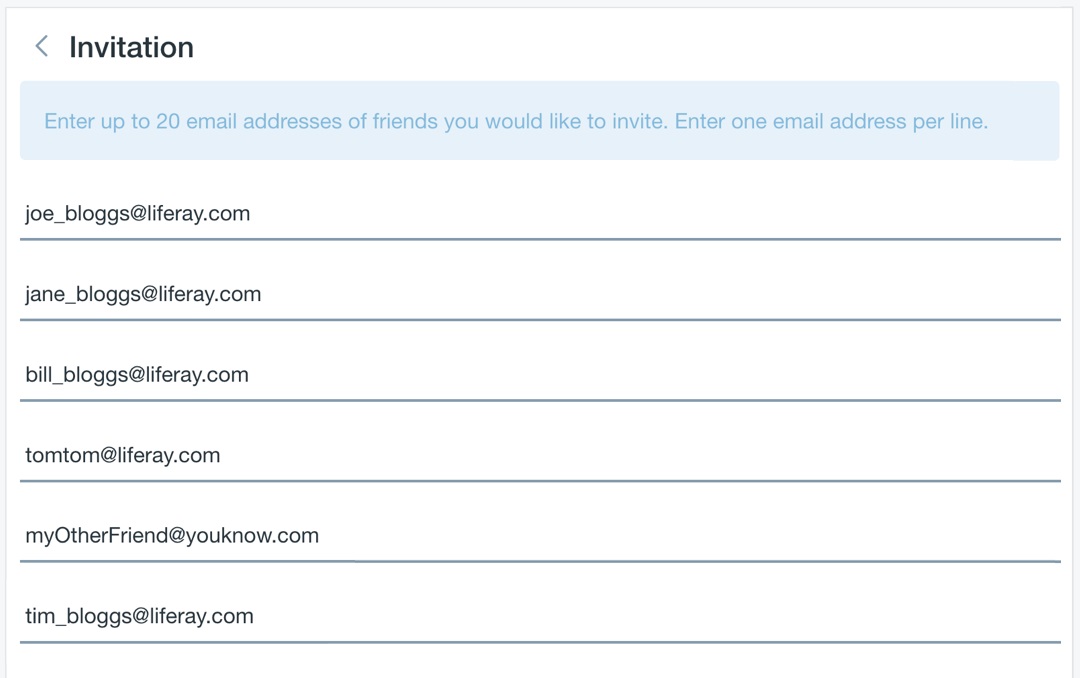 Invitation
Enter up to 20 email addresses of friends you would like to invite. Enter one email address per line.
joe_bloggs@liferay.com
jane_bloggs@liferay.com
bill_bloggs@liferay.com
tomtom@liferay.com
myOtherFriend@youknow.com
tim_bloggs@liferay.com